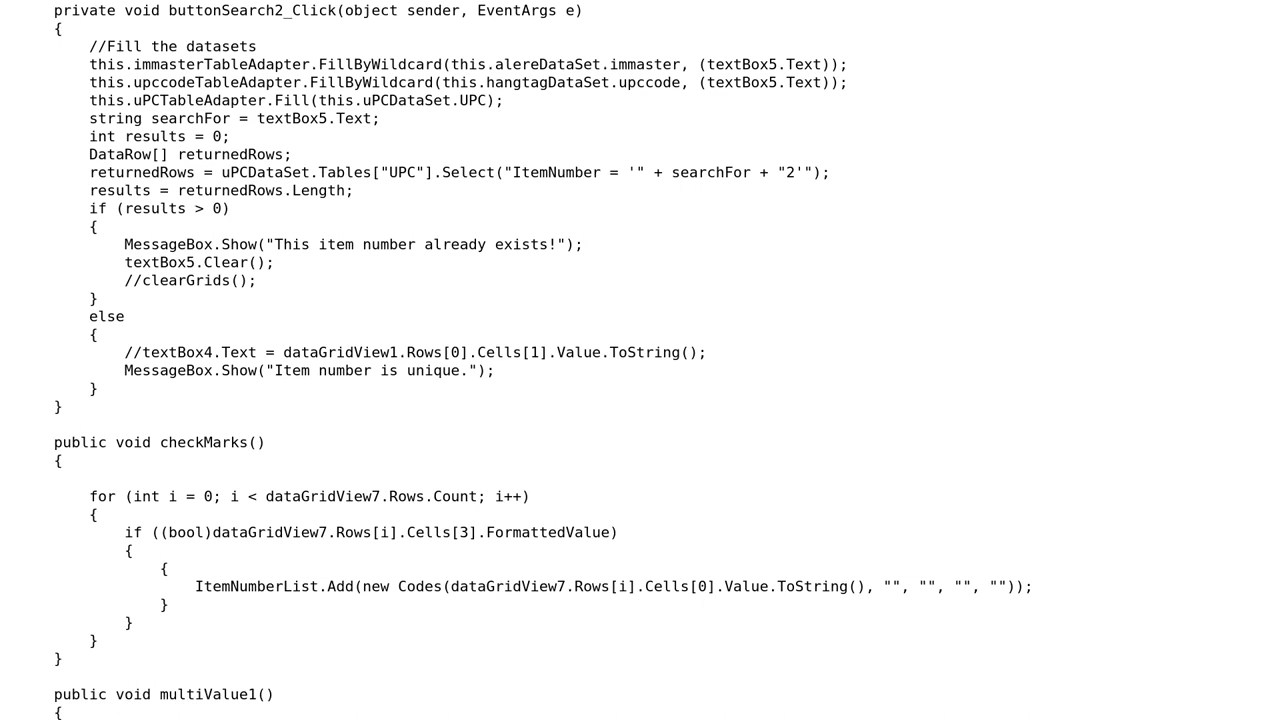 private void buttonSearch2_Click(object sender, EventArgs e)
{
//Fill the datasets
this.immasterTableAdapter.FillByWildcard(this.alereDataSet.immaster, (textBox5.Text));
this.upccodeTableAdapter.FillByWildcard(this.hangtagDataSet.upccode, (textBox5.Text));
this.uPCTableAdapter.Fill(this.uPCDataSet.UPC);
string searchFor = textBox5.Text;
int results = 0;
DataRow[] returnedRows;
returnedRows = uPCDataSet.Tables["UPC"].Select("ItemNumber = '" + searchFor + "2'");
results = returnedRows.Length;
if (results > 0)
{
MessageBox.Show("This item number already exists!");
textBox5.Clear();
//clearGrids();
}
else
{
//textBox4.Text = dataGridView1.Rows[0].Cells[1].Value.ToString();
MessageBox.Show("Item number is unique.");
}
}
public void checkMarks()
{
for (int i = 0; i < dataGridView7.Rows.Count; i++)
{
if ((bool)dataGridView7.Rows[i].Cells[3].FormattedValue)
{
{
ItemNumberList.Add(new Codes(dataGridView7.Rows[i].Cells[0].Value.ToString(), "", "", "", ""));
}
}
}
}
public void multiValue1()
{